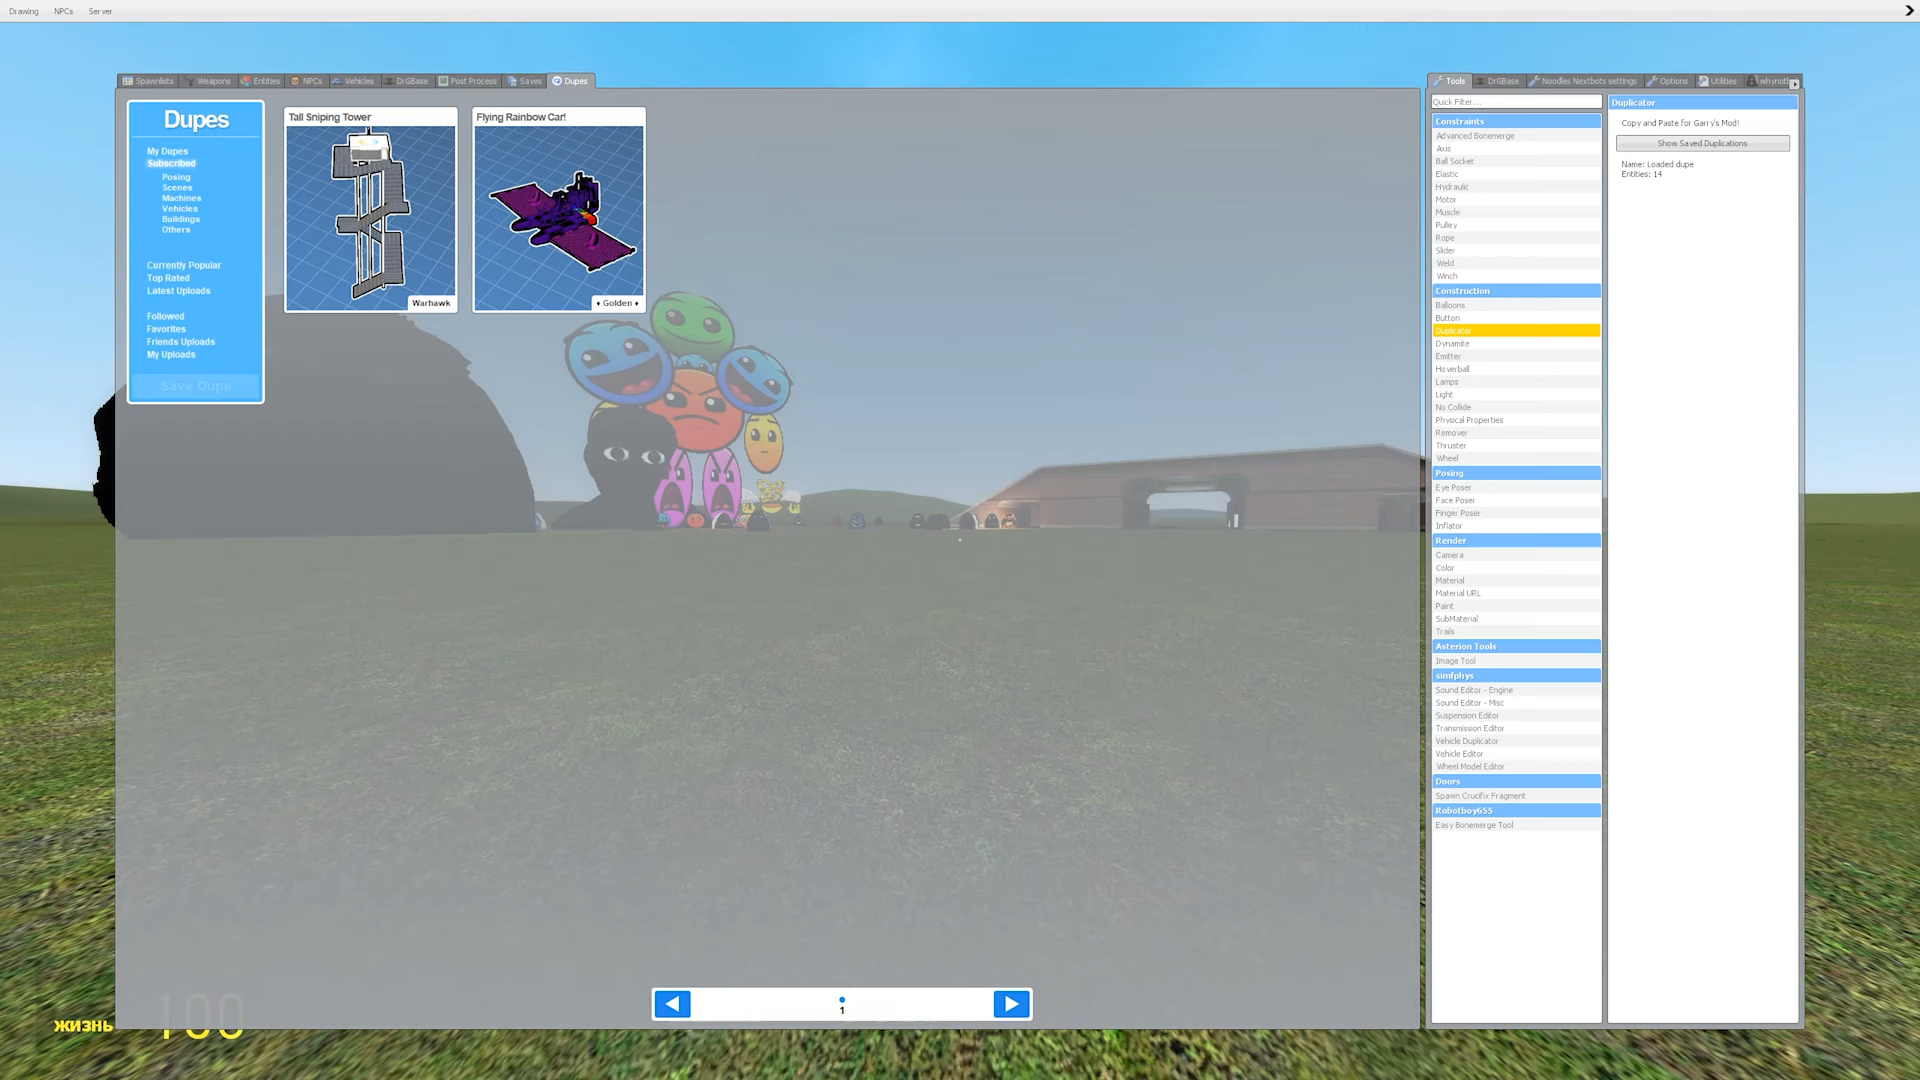 Drawing NPCs Server
Spawnlists Weapons Entities NPCs Vehicles DrGBase Post Process Saves Dupes
Dupes
My Dupes
Subscribed
Posing
Scenes
Machines
Vehicles
Buildings
Others
Currently Popular
Top Rated
Latest Uploads
Followed
Favorites
Friends Uploads
My Uploads
Save Dupe
Tall Sniping Tower
Warhawk
Flying Rainbow Car!
♦ Golden ♦
1
жизнь 100
Tools DrGBase Noodles Nextbots settings Options Utilities whynoth
Quick Filter...
Constraints
Advanced Bonemerge
Axis
Ball Socket
Elastic
Hydraulic
Motor
Muscle
Pulley
Rope
Slider
Weld
Winch
Construction
Balloons
Button
Duplicator
Dynamite
Emitter
Hoverball
Lamps
Light
No Collide
Physical Properties
Remover
Thruster
Wheel
Posing
Eye Poser
Face Poser
Finger Poser
Inflator
Render
Camera
Color
Material
Material URL
Paint
SubMaterial
Trails
Asterion Tools
Image Tool
simfphys
Sound Editor - Engine
Sound Editor - Misc
Suspension Editor
Transmission Editor
Vehicle Duplicator
Vehicle Editor
Wheel Model Editor
Doors
Spawn Crucifix Fragment
Robotboy655
Easy Bonemerge Tool
Duplicator
Copy and Paste for Garry's Mod!
Show Saved Duplications
Name: Loaded dupe
Entities: 14